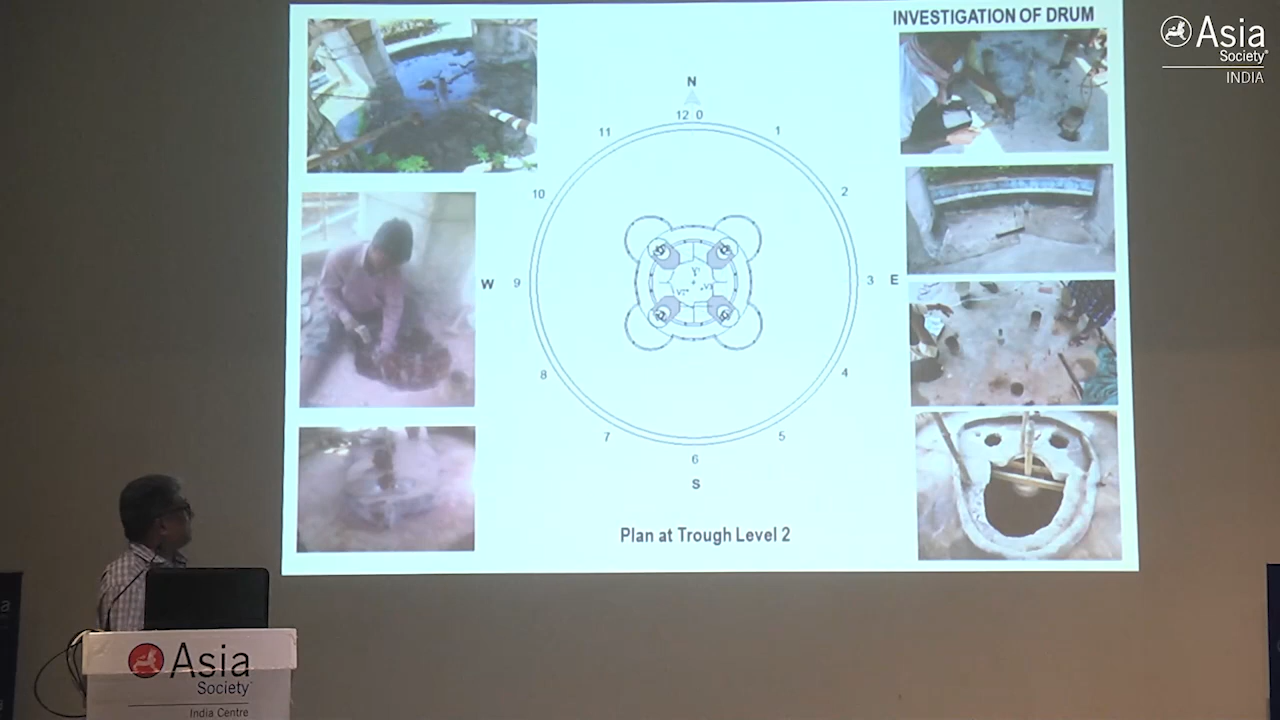 INVESTIGATION OF DRUM
Asia
Society
INDIA
N
12 0
11
1
10
2
W
9
3
E
8
4
7
5
6
S
Plan at Trough Level 2
Asia
Society
India Centre